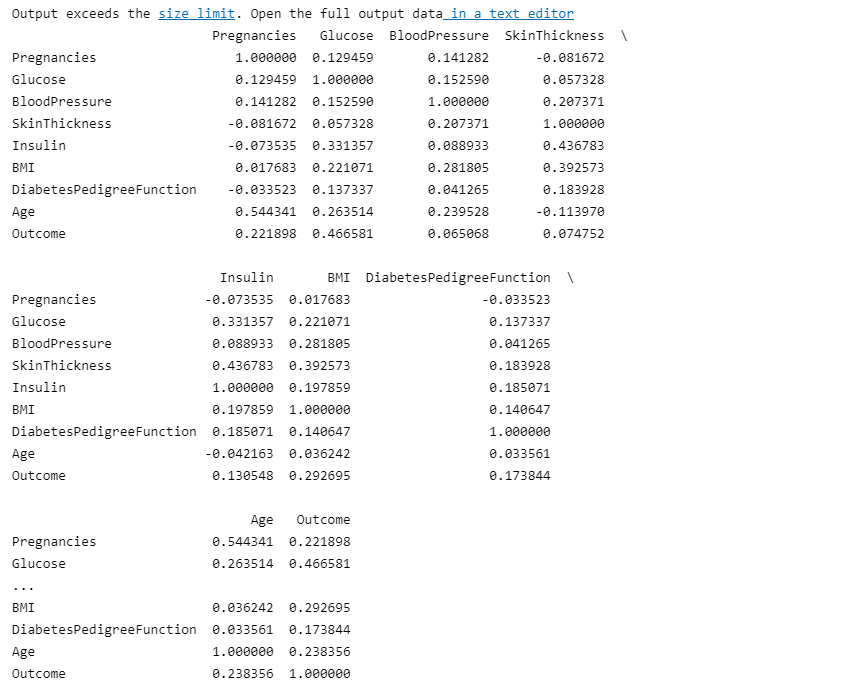 Output exceeds the size limit. Open the full output data in a text editor
Pregnancies Glucose BloodPressure SkinThickness \
Pregnancies 1.000000 0.129459 0.141282 -0.081672
Glucose 0.129459 1.000000 0.152590 0.057328
BloodPressure 0.141282 0.152590 1.000000 0.207371
SkinThickness -0.081672 0.057328 0.207371 1.000000
Insulin -0.073535 0.331357 0.088933 0.436783
BMI 0.017683 0.221071 0.281805 0.392573
DiabetesPedigreeFunction -0.033523 0.137337 0.041265 0.183928
Age 0.544341 0.263514 0.239528 -0.113970
Outcome 0.221898 0.466581 0.065068 0.074752
Insulin BMI DiabetesPedigreeFunction \
Pregnancies -0.073535 0.017683 -0.033523
Glucose 0.331357 0.221071 0.137337
BloodPressure 0.088933 0.281805 0.041265
SkinThickness 0.436783 0.392573 0.183928
Insulin 1.000000 0.197859 0.185071
BMI 0.197859 1.000000 0.140647
DiabetesPedigreeFunction 0.185071 0.140647 1.000000
Age -0.042163 0.036242 0.033561
Outcome 0.130548 0.292695 0.173844
Age Outcome
Pregnancies 0.544341 0.221898
Glucose 0.263514 0.466581
...
BMI 0.036242 0.292695
DiabetesPedigreeFunction 0.033561 0.173844
Age 1.000000 0.238356
Outcome 0.238356 1.000000